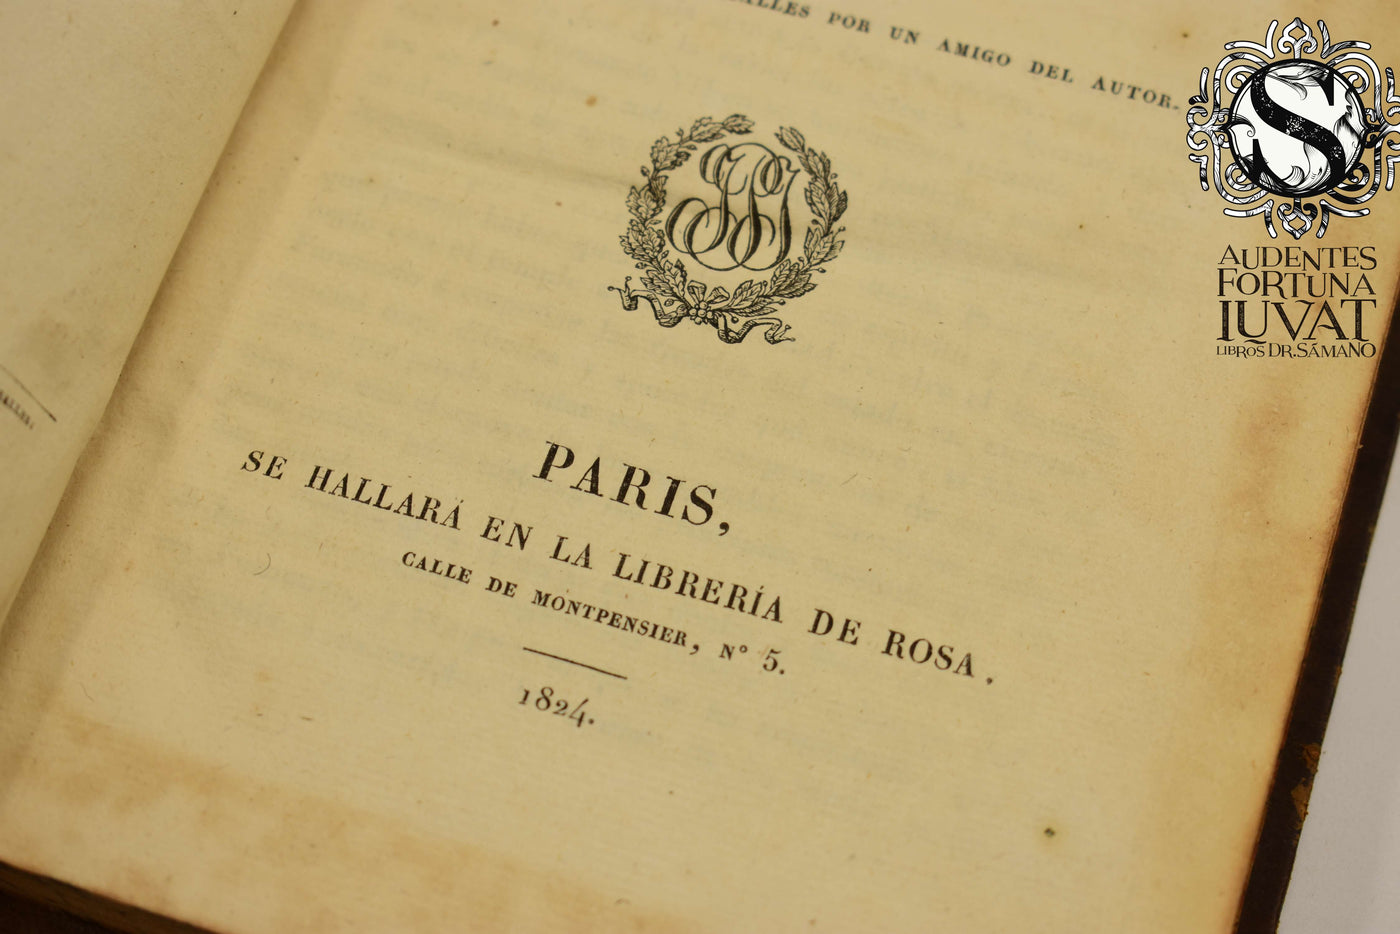 POR UN AMIGO DEL AUTOR.
PARIS,
SE HALLARÁ EN LA LIBRERÍA DE ROSA.
CALLE DE MONTPENSIER, Nº 5.
1824.
S
AUDENTES
FORTUNA
IUVAT
LIBROS DR. SÁMANO